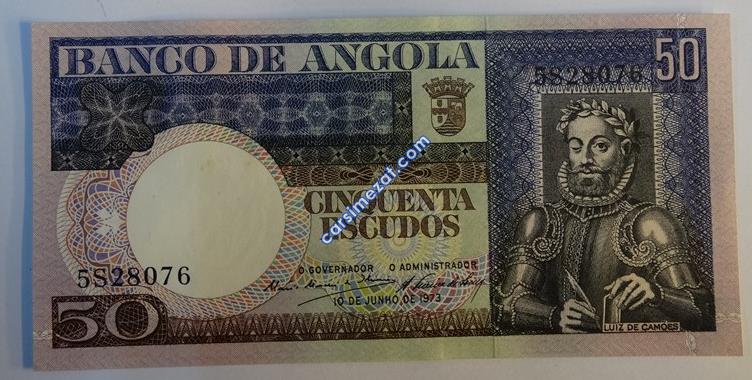 BANCO DE ANGOLA
50
5S28076
carsimezat.com
CINQUENTA
ESCUDOS
O GOVERNADOR O ADMINISTRADOR
5S28076
10 DE JUNHO DE 1973
50
LUIZ DE CAMÕES